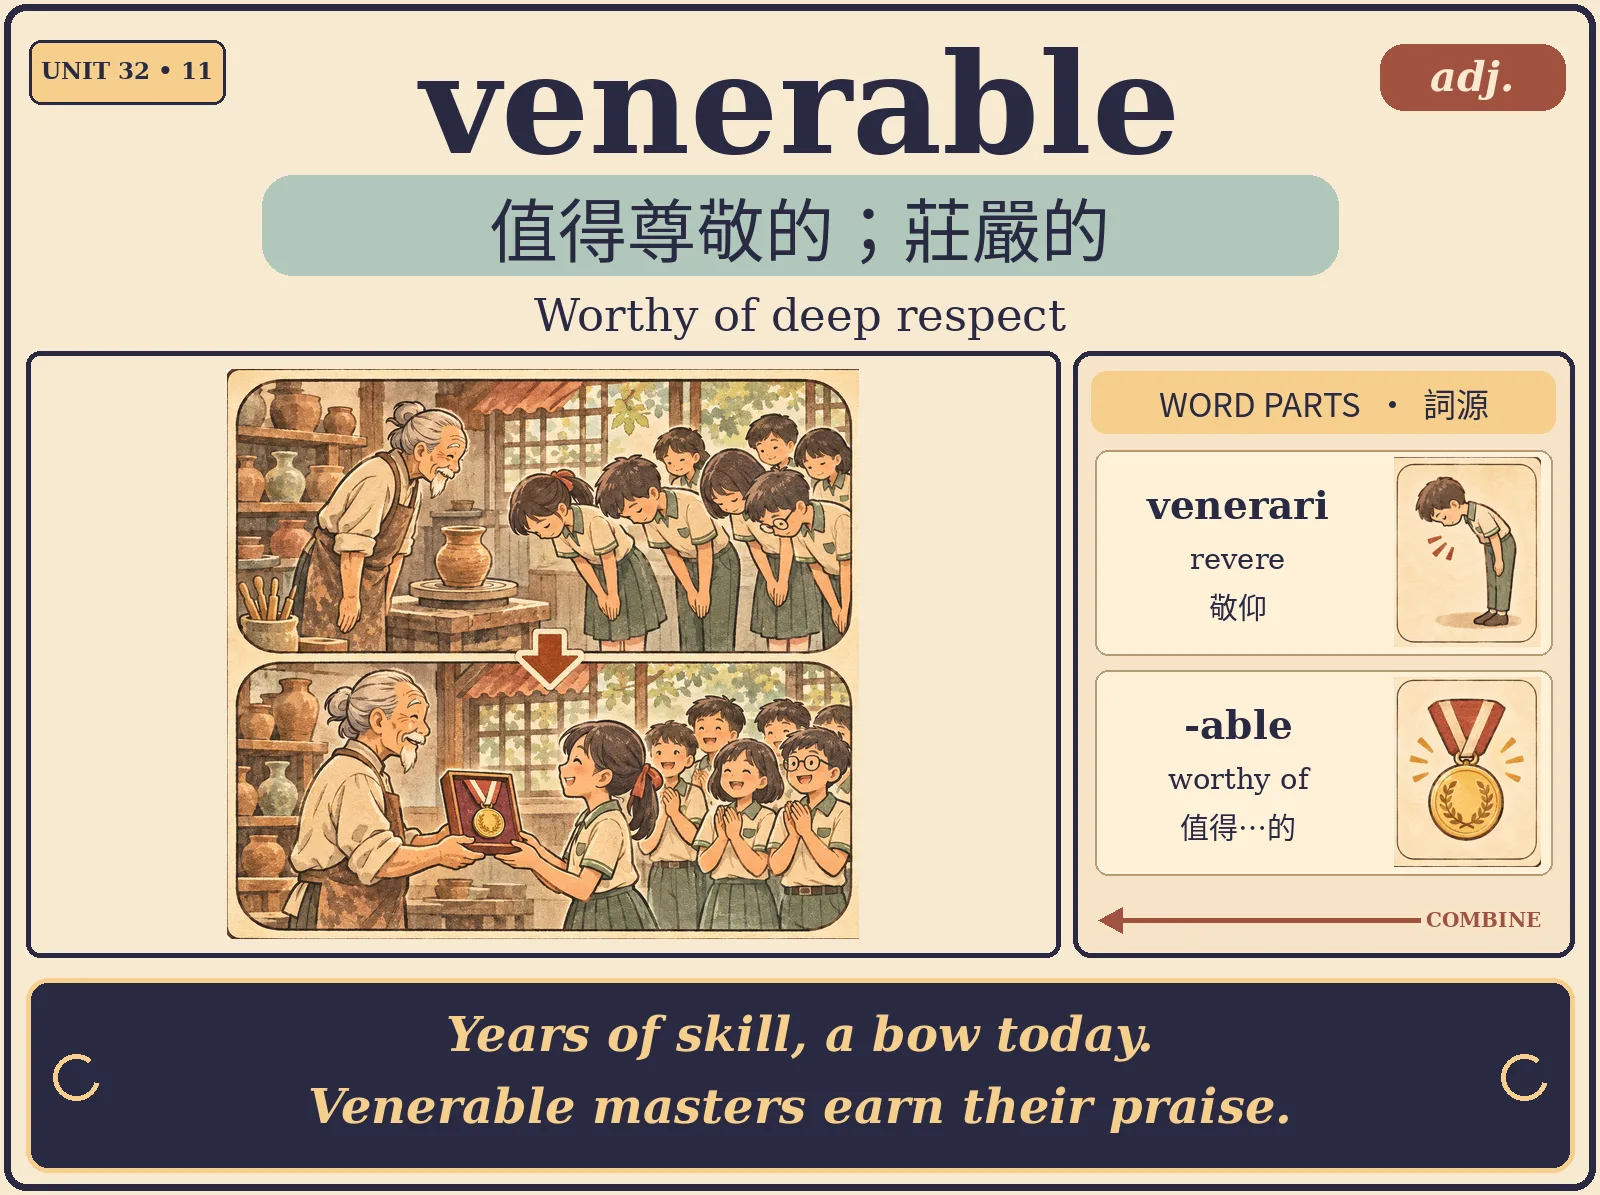 UNIT 32 • 11
venerable
adj.
值得尊敬的；莊嚴的
Worthy of deep respect
WORD PARTS ・ 詞源
venerari
revere
敬仰
-able
worthy of
值得⋯的
COMBINE
Years of skill, a bow today.
Venerable masters earn their praise.